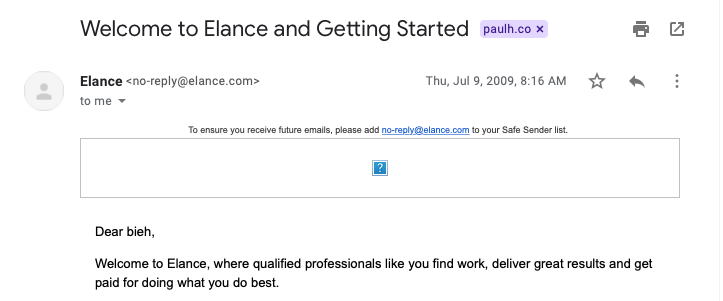 Welcome to Elance and Getting Started paulh.co ×
Elance <no-reply@elance.com> Thu, Jul 9, 2009, 8:16 AM
to me
To ensure you receive future emails, please add no-reply@elance.com to your Safe Sender list.
?
Dear bieh,
Welcome to Elance, where qualified professionals like you find work, deliver great results and get
paid for doing what you do best.